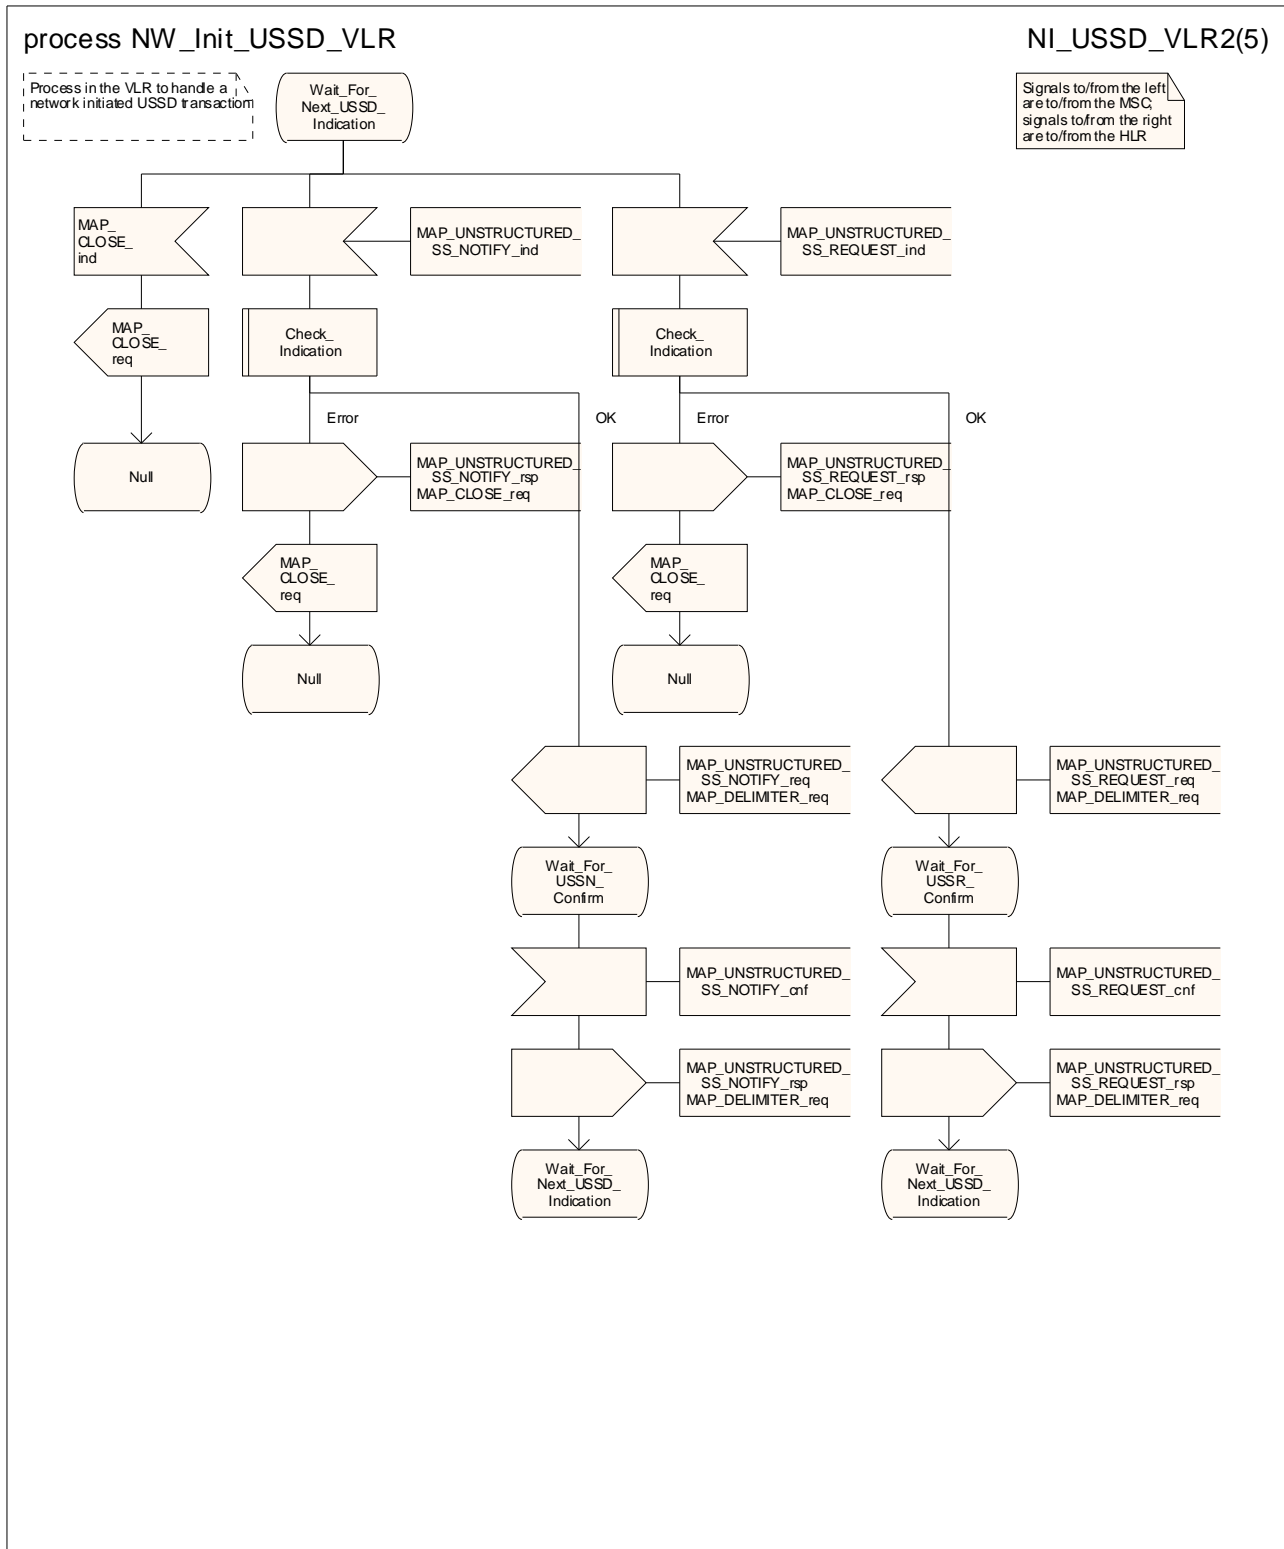 process NW_Init_USSD_VLR
NI_USSD_VLR2(5)
Process in the VLR to handle a
network initiated USSD transaction
Wait_For_
Next_USSD_
Indication
Signals to/from the left
are to/from the MSC;
signals to/from the right
are to/from the HLR
MAP_
CLOSE_
ind
MAP_UNSTRUCTURED_
SS_NOTIFY_ind
MAP_UNSTRUCTURED_
SS_REQUEST_ind
MAP_
CLOSE_
req
Check_
Indication
Check_
Indication
Error
OK
Error
OK
Null
MAP_UNSTRUCTURED_
SS_NOTIFY_rsp
MAP_CLOSE_req
MAP_UNSTRUCTURED_
SS_REQUEST_rsp
MAP_CLOSE_req
MAP_
CLOSE_
req
MAP_
CLOSE_
req
Null
Null
MAP_UNSTRUCTURED_
SS_NOTIFY_req
MAP_DELIMITER_req
MAP_UNSTRUCTURED_
SS_REQUEST_req
MAP_DELIMITER_req
Wait_For_
USSN_
Confirm
Wait_For_
USSR_
Confirm
MAP_UNSTRUCTURED_
SS_NOTIFY_cnf
MAP_UNSTRUCTURED_
SS_REQUEST_cnf
MAP_UNSTRUCTURED_
SS_NOTIFY_rsp
MAP_DELIMITER_req
MAP_UNSTRUCTURED_
SS_REQUEST_rsp
MAP_DELIMITER_req
Wait_For_
Next_USSD_
Indication
Wait_For_
Next_USSD_
Indication